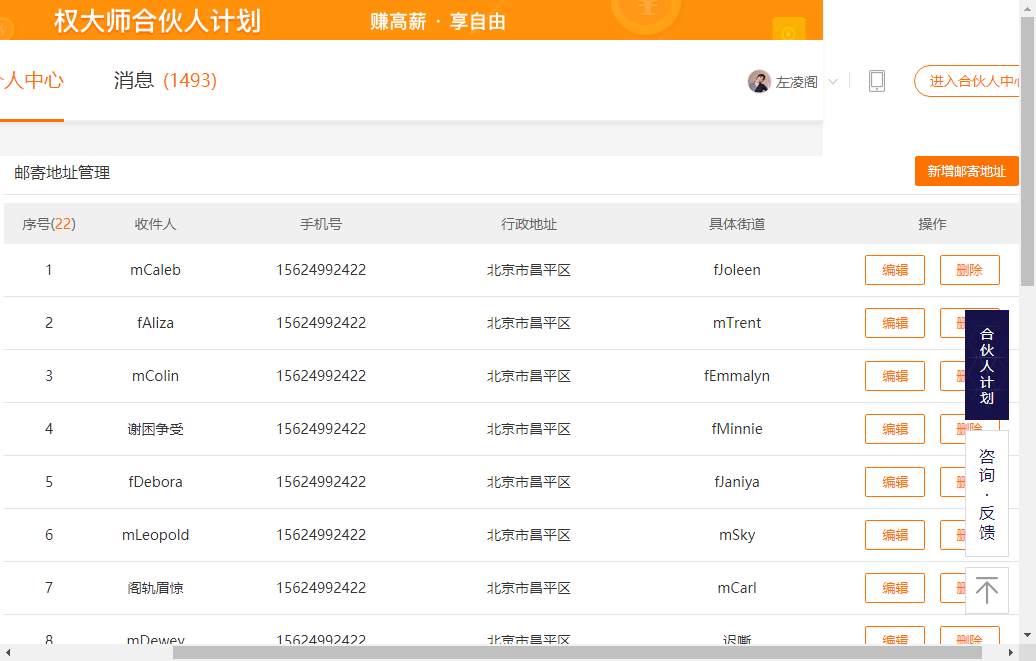 权大师合伙人计划 赚高薪 · 享自由
人中心 消息 (1493) 左凌阁 进入合伙人中心
邮寄地址管理 新增邮寄地址
序号(22) 收件人 手机号 行政地址 具体街道 操作
1 mCaleb 15624992422 北京市昌平区 fJoleen 编辑 删除
2 fAliza 15624992422 北京市昌平区 mTrent 编辑 删
3 mColin 15624992422 北京市昌平区 fEmmalyn 编辑 删
4 谢困争受 15624992422 北京市昌平区 fMinnie 编辑 删除
5 fDebora 15624992422 北京市昌平区 fJaniya 编辑 删
6 mLeopold 15624992422 北京市昌平区 mSky 编辑 删
7 阁轨眉惊 15624992422 北京市昌平区 mCarl 编辑 删
8 mDewey 15624992422 北京市昌平区 迟嘶 编辑 删除
合伙人计划
咨询·反馈